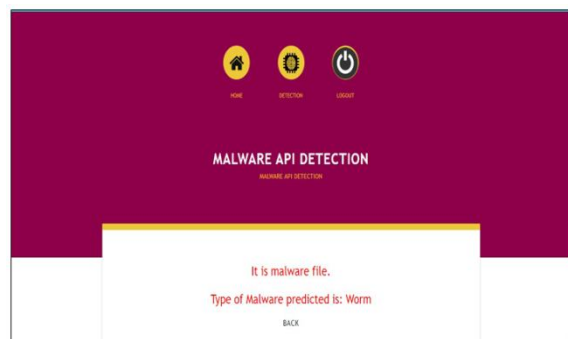 HOME DETECTION LOGOUT
MALWARE API DETECTION
MALWARE API DETECTION
It is malware file.
Type of Malware predicted is: Worm
BACK